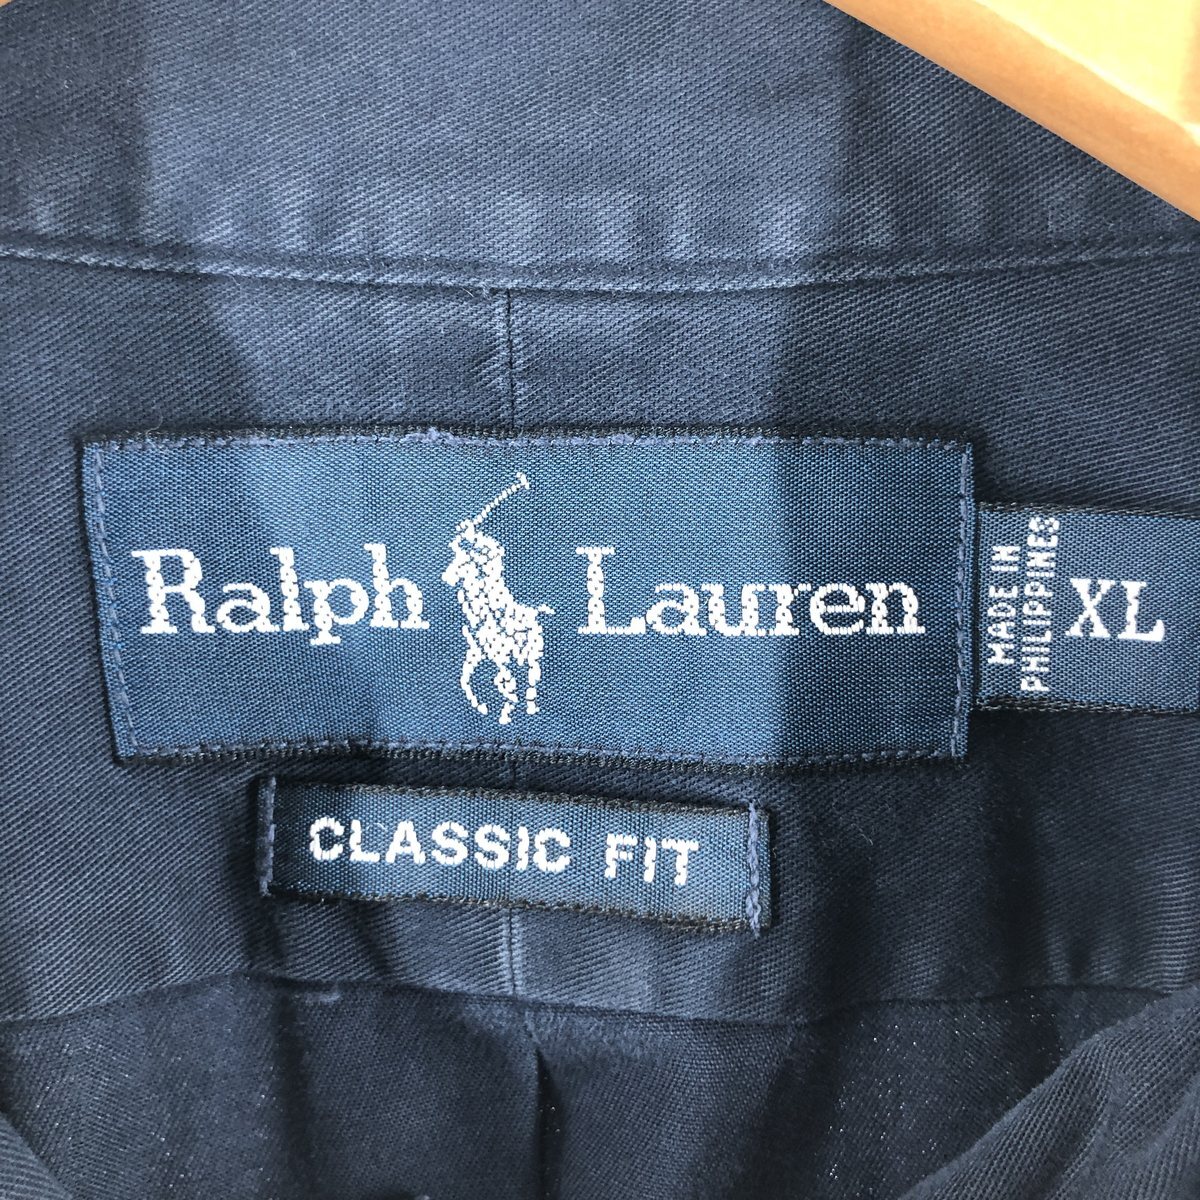 Ralph Lauren
MADE IN
PHILIPPINES
XL
CLASSIC FIT